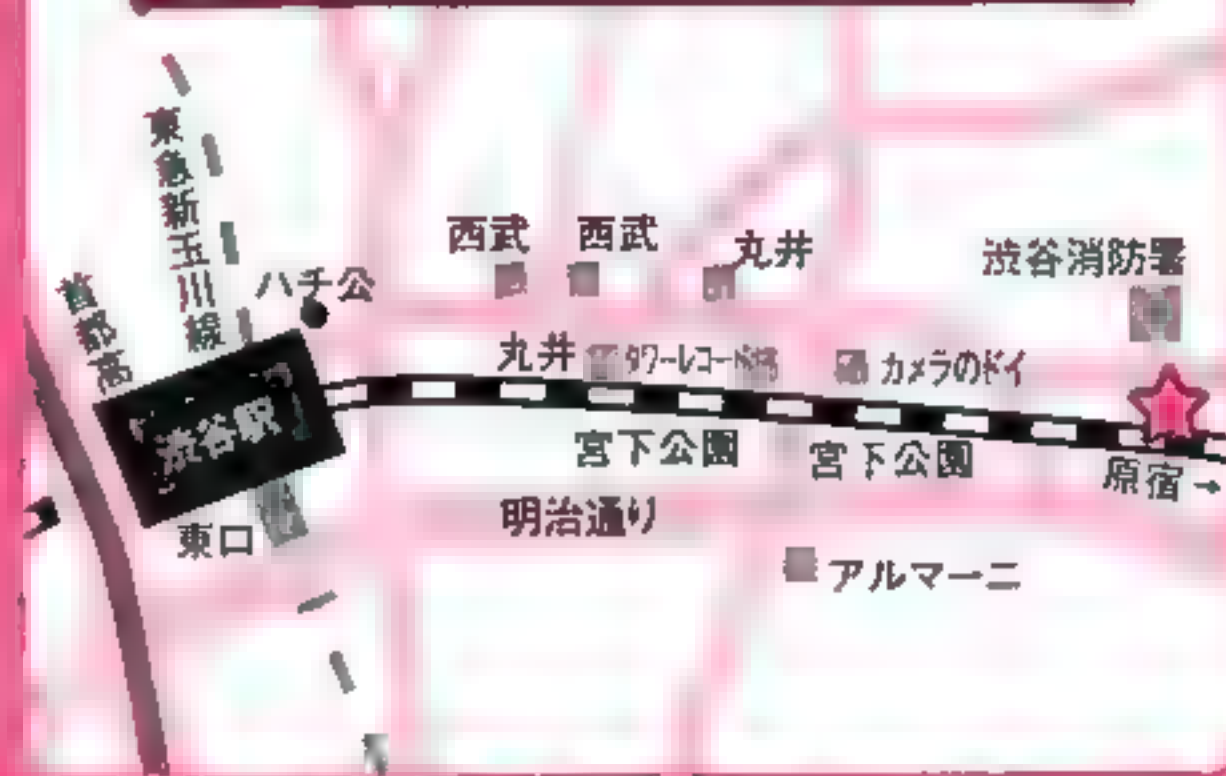 東急新玉川線
首都高
ハチ公
西武
西武
丸井
渋谷消防署
丸井
タワーレコード
カメラのドイ
渋谷駅
宮下公園
宮下公園
原宿→
東口
明治通り
アルマーニ